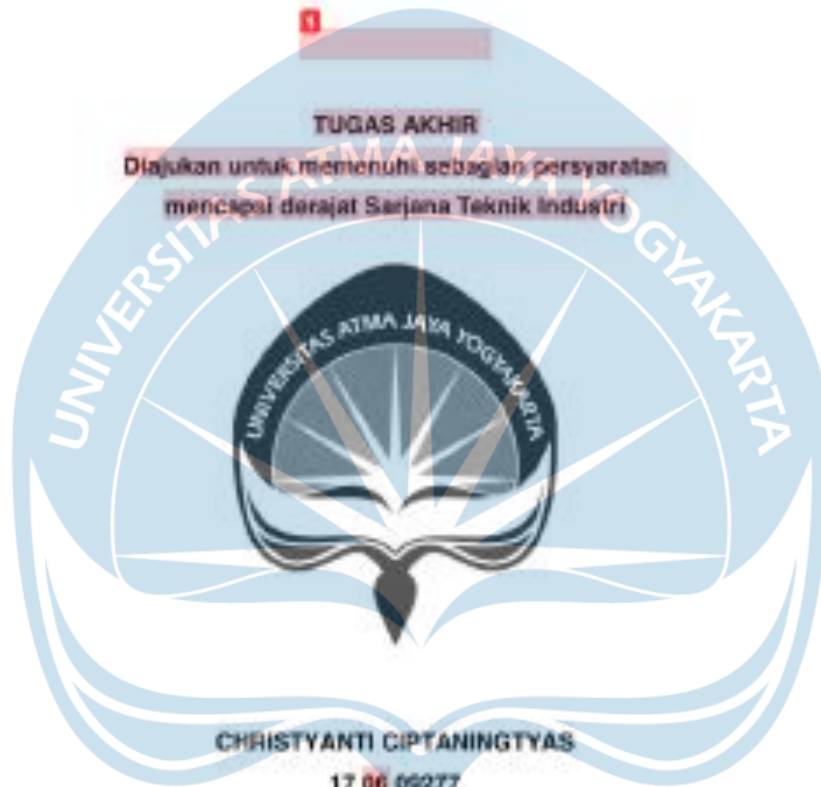 1
TUGAS AKHIR
Diajukan untuk memenuhi sebagian persyaratan
mencapai derajat Sarjana Teknik Industri
UNIVERSITAS ATMA JAYA YOGYAKARTA
UNIVERSITAS ATMA JAYA YOGYAKARTA
CHRISTYANTI CIPTANINGTYAS
17 06 09277